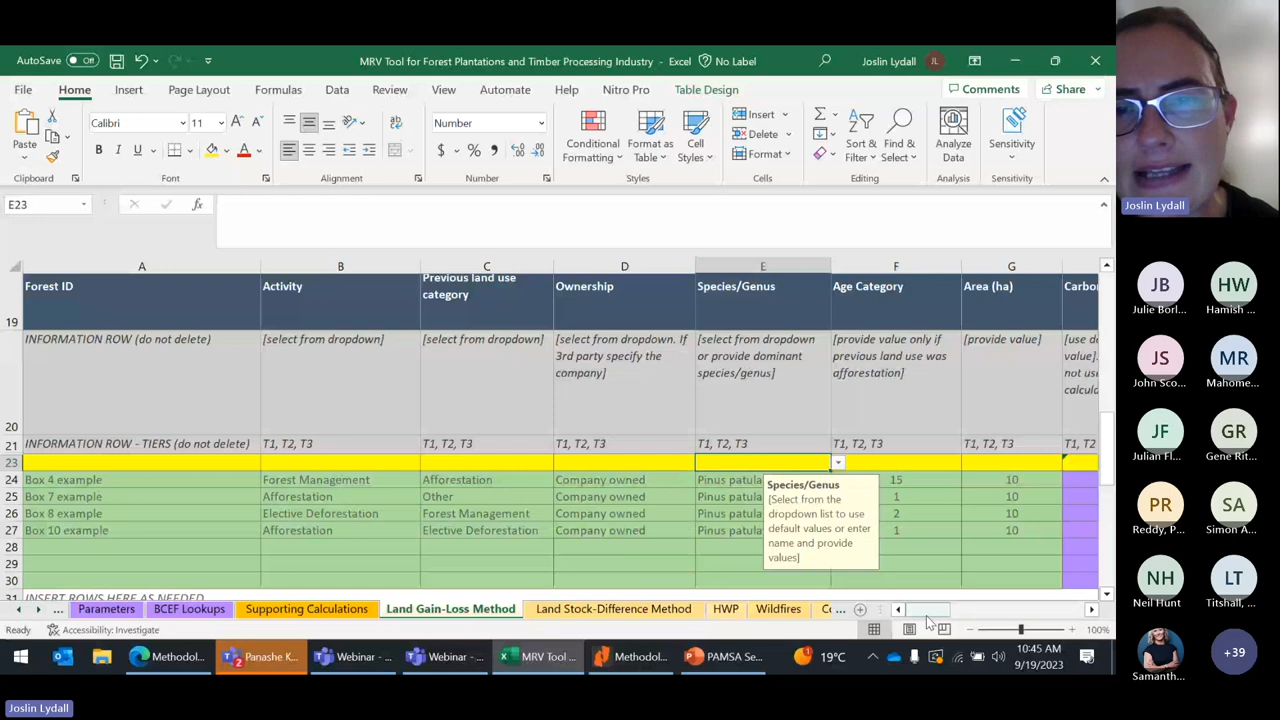 AutoSave Off
MRV Tool for Forest Plantations and Timber Processing Industry - Excel
No Label
Joslin Lydall
JL
File
Home
Insert
Page Layout
Formulas
Data
Review
View
Automate
Help
Nitro Pro
Table Design
Comments
Share
Paste
Calibri
11
Number
Conditional
Formatting
Format as
Table
Cell
Styles
Insert
Delete
Format
Sort &
Filter
Find &
Select
Analyze
Data
Sensitivity
Clipboard
Font
Alignment
Number
Styles
Cells
Editing
Analysis
Sensitivity
E23
fx
Joslin Lydall
A B C D E F G
19 Forest ID
Activity
Previous land use
category
Ownership
Species/Genus
Age Category
Area (ha)
Carbor
20 INFORMATION ROW (do not delete)
[select from dropdown]
[select from dropdown]
[select from dropdown. If
3rd party specify the
company]
[select from dropdown
or provide dominant
species/genus]
[provide value only if
previous land use was
afforestation]
[provide value]
[use de
value].
not use
calcula
21 INFORMATION ROW - TIERS (do not delete) T1, T2, T3 T1, T2, T3 T1, T2, T3 T1, T2, T3 T1, T2, T3 T1, T2, T3 T1, T2
23
24 Box 4 example Forest Management Afforestation Company owned Pinus patula 15 10
25 Box 7 example Afforestation Other Company owned Pinus patula 1 10
26 Box 8 example Elective Deforestation Forest Management Company owned Pinus patula 2 10
27 Box 10 example Afforestation Elective Deforestation Company owned Pinus patula 1 10
28
29
30
31 INSERT ROWS HERE AS NEEDED
Species/Genus
[Select from the
dropdown list to use
default values or enter
name and provide
values]
... Parameters BCEF Lookups Supporting Calculations Land Gain-Loss Method Land Stock-Difference Method HWP Wildfires Co ...
Ready
Accessibility: Investigate
100%
Methodol...
Panashe K...
Webinar - ...
Webinar - ...
MRV Tool ...
Methodol...
PAMSA Se...
19°C
10:45 AM
9/19/2023
JB
Julie Borl...
HW
Hamish ...
JS
John Sco...
MR
Mahome...
JF
Julian Fl...
GR
Gene Rit...
PR
Reddy, P...
SA
Simon A...
NH
Neil Hunt
LT
Titshall, ...
Samanth...
+39
Joslin Lydall